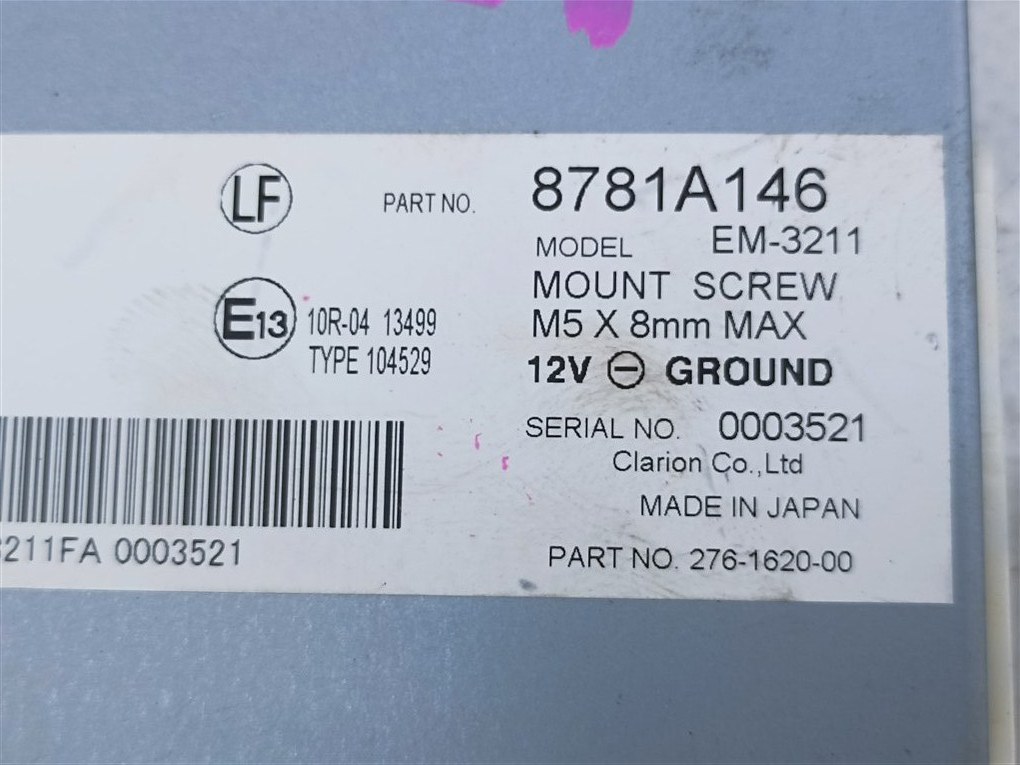 LF
PART NO. 8781A146
MODEL EM-3211
MOUNT SCREW
E13 10R-04 13499
M5 X 8mm MAX
TYPE 104529
12V ⊖ GROUND
SERIAL NO. 0003521
Clarion Co.,Ltd
MADE IN JAPAN
211FA 0003521
PART NO. 276-1620-00